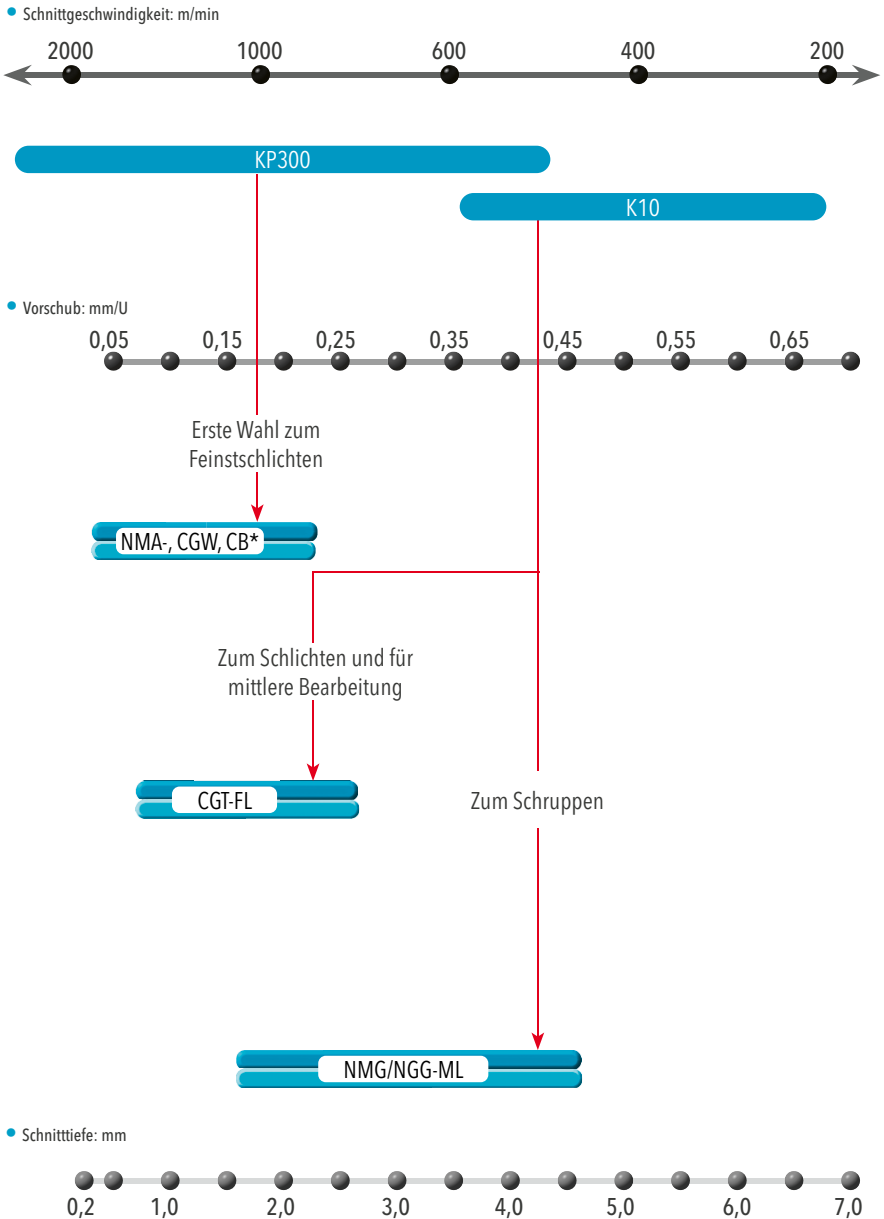 Schnittgeschwindigkeit: m/min
2000 1000 600 400 200
KP300
K10
Vorschub: mm/U
0,05 0,15 0,25 0,35 0,45 0,55 0,65
Erste Wahl zum
Feinstschlichten
NMA-, CGW, CB*
Zum Schlichten und für
mittlere Bearbeitung
CGT-FL
Zum Schruppen
NMG/NGG-ML
Schnitttiefe: mm
0,2 1,0 2,0 3,0 4,0 5,0 6,0 7,0